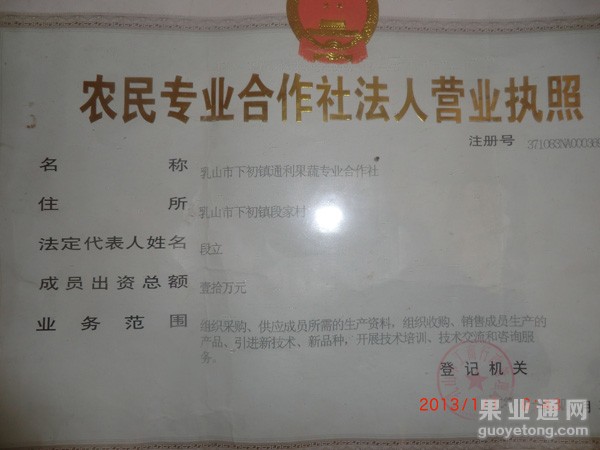 农民专业合作社法人营业执照
注册号 371083NA000369
名称 乳山市下初镇通利果蔬专业合作社
住所 乳山市下初镇段家村
法定代表人姓名 段立
成员出资总额 壹拾万元
业务范围 组织采购、供应成员所需的生产资料，组织收购、销售成员生产的
产品、引进新技术、新品种，开展技术培训、技术交流和咨询服
务。
登记机关
2013/1
月
果业通网
guoyetong.com